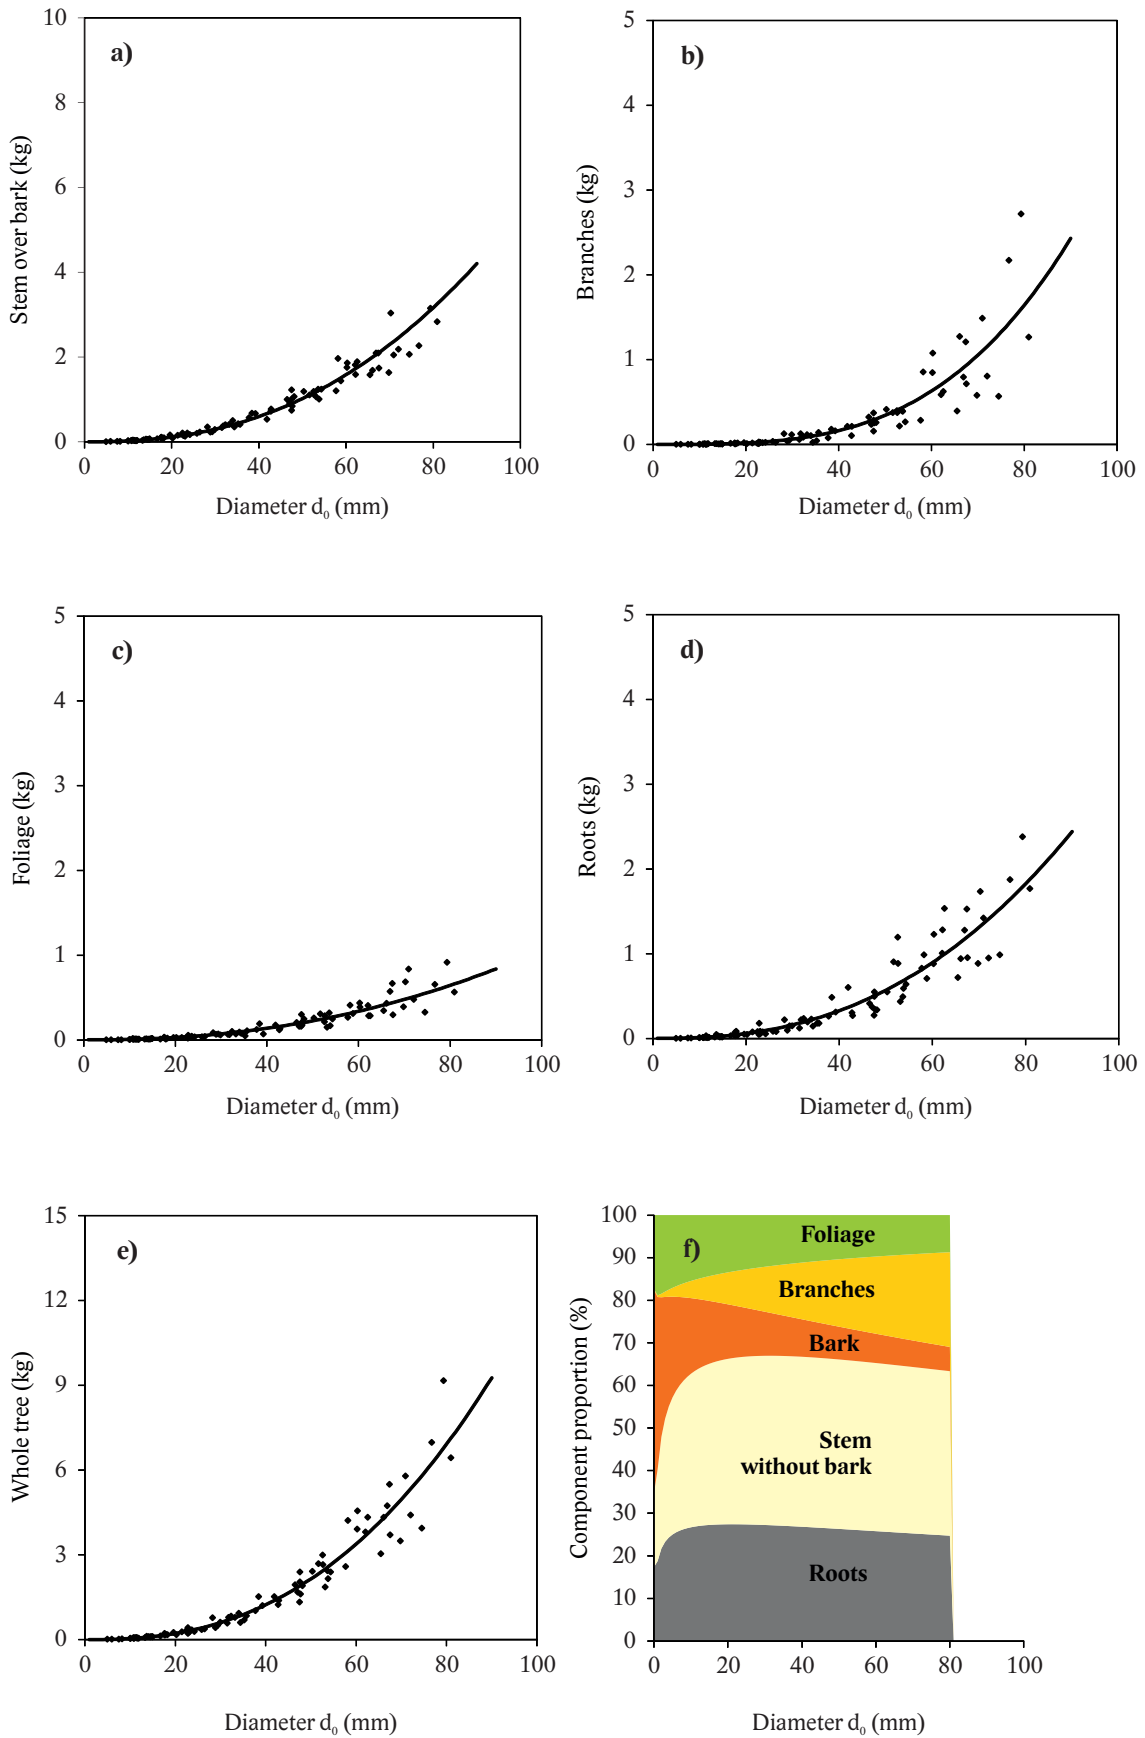 a)
10
8
6
4
2
0
Stem over bark (kg)
0 20 40 60 80 100
Diameter d₀ (mm)
b)
5
4
3
2
1
0
Branches (kg)
0 20 40 60 80 100
Diameter d₀ (mm)
c)
5
4
3
2
1
0
Foliage (kg)
0 20 40 60 80 100
Diameter d₀ (mm)
d)
5
4
3
2
1
0
Roots (kg)
0 20 40 60 80 100
Diameter d₀ (mm)
e)
15
12
9
6
3
0
Whole tree (kg)
0 20 40 60 80 100
Diameter d₀ (mm)
f)
100
90
80
70
60
50
40
30
20
10
0
Component proportion (%)
Foliage
Branches
Bark
Stem
without bark
Roots
0 20 40 60 80 100
Diameter d₀ (mm)